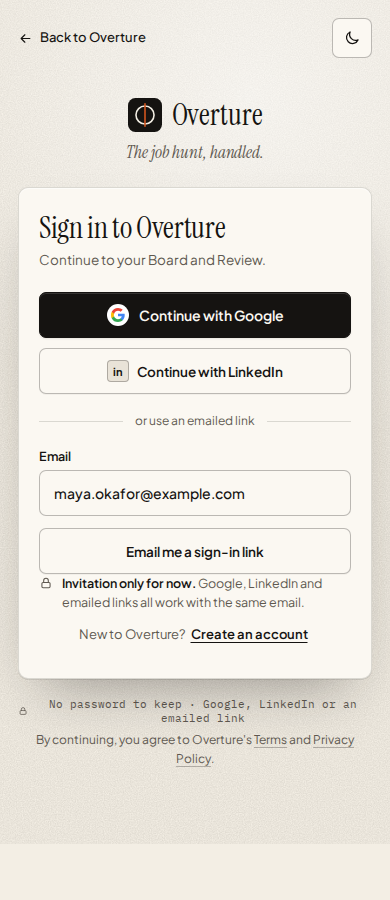 ← Back to Overture
Overture
The job hunt, handled.
Sign in to Overture
Continue to your Board and Review.
Continue with Google
in Continue with LinkedIn
or use an emailed link
Email
maya.okafor@example.com
Email me a sign-in link
Invitation only for now. Google, LinkedIn and
emailed links all work with the same email.
New to Overture? Create an account
No password to keep · Google, LinkedIn or an
emailed link
By continuing, you agree to Overture's Terms and Privacy
Policy.